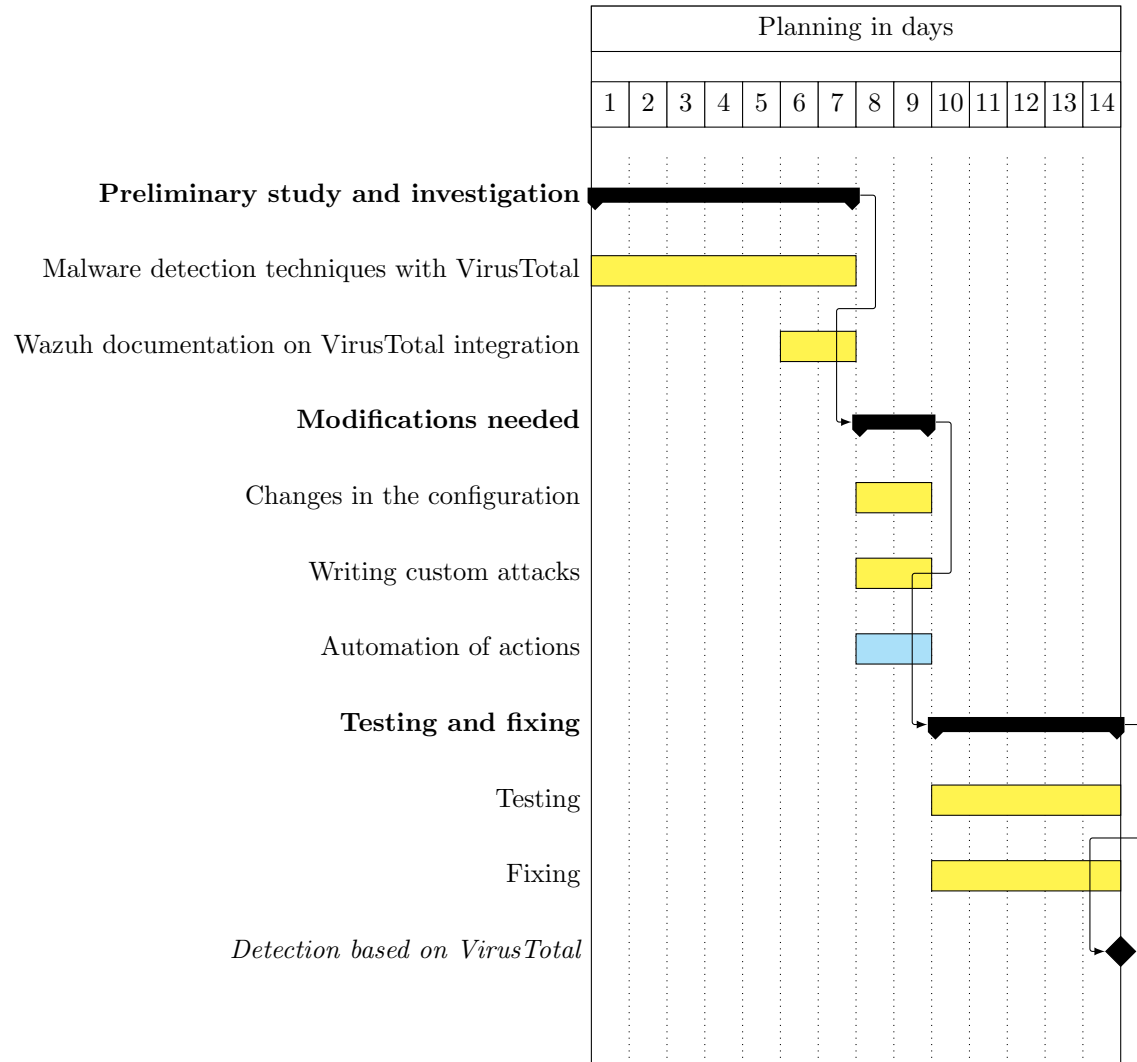 Planning in days
1 2 3 4 5 6 7 8 9 10 11 12 13 14
Preliminary study and investigation
Malware detection techniques with VirusTotal
Wazuh documentation on VirusTotal integration
Modifications needed
Changes in the configuration
Writing custom attacks
Automation of actions
Testing and fixing
Testing
Fixing
Detection based on VirusTotal